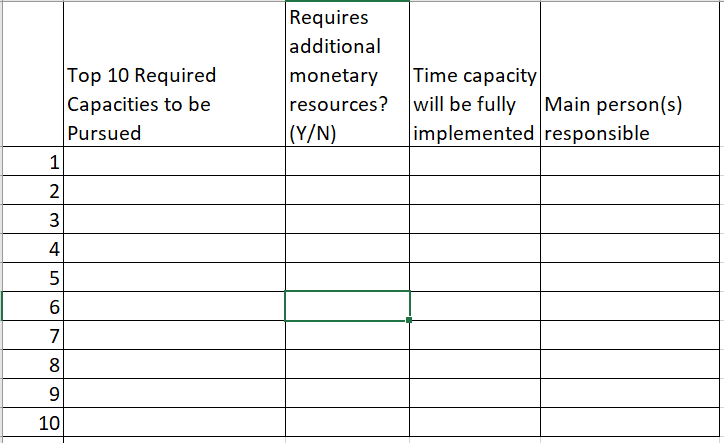 Top 10 Required
Capacities to be
Pursued
Requires
additional
monetary
resources?
(Y/N)
Time capacity
will be fully
implemented
Main person(s)
responsible
1
2
3
4
5
6
7
8
9
10